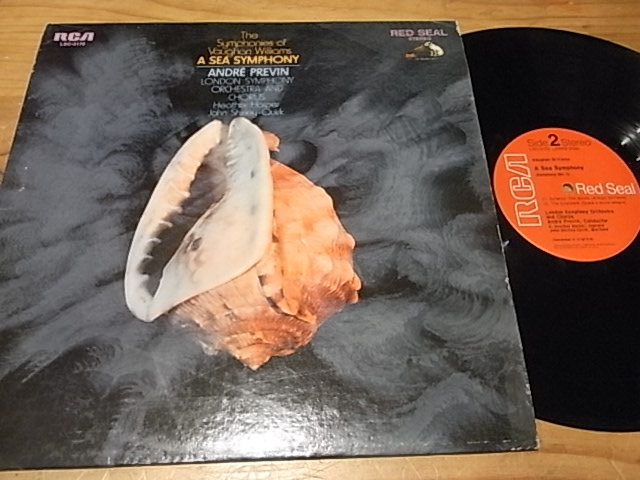 RCA
LSC-3170
The
Symphonies of
Vaughan Williams
A SEA SYMPHONY
ANDRÉ PREVIN
LONDON SYMPHONY
ORCHESTRA AND
CHORUS
Heather Harper
John Shirley-Quirk
RED SEAL
STEREO
RCA
Side 2 Stereo
A Sea Symphony
Red Seal
London Symphony Orchestra
and Chorus
André Previn, Conductor